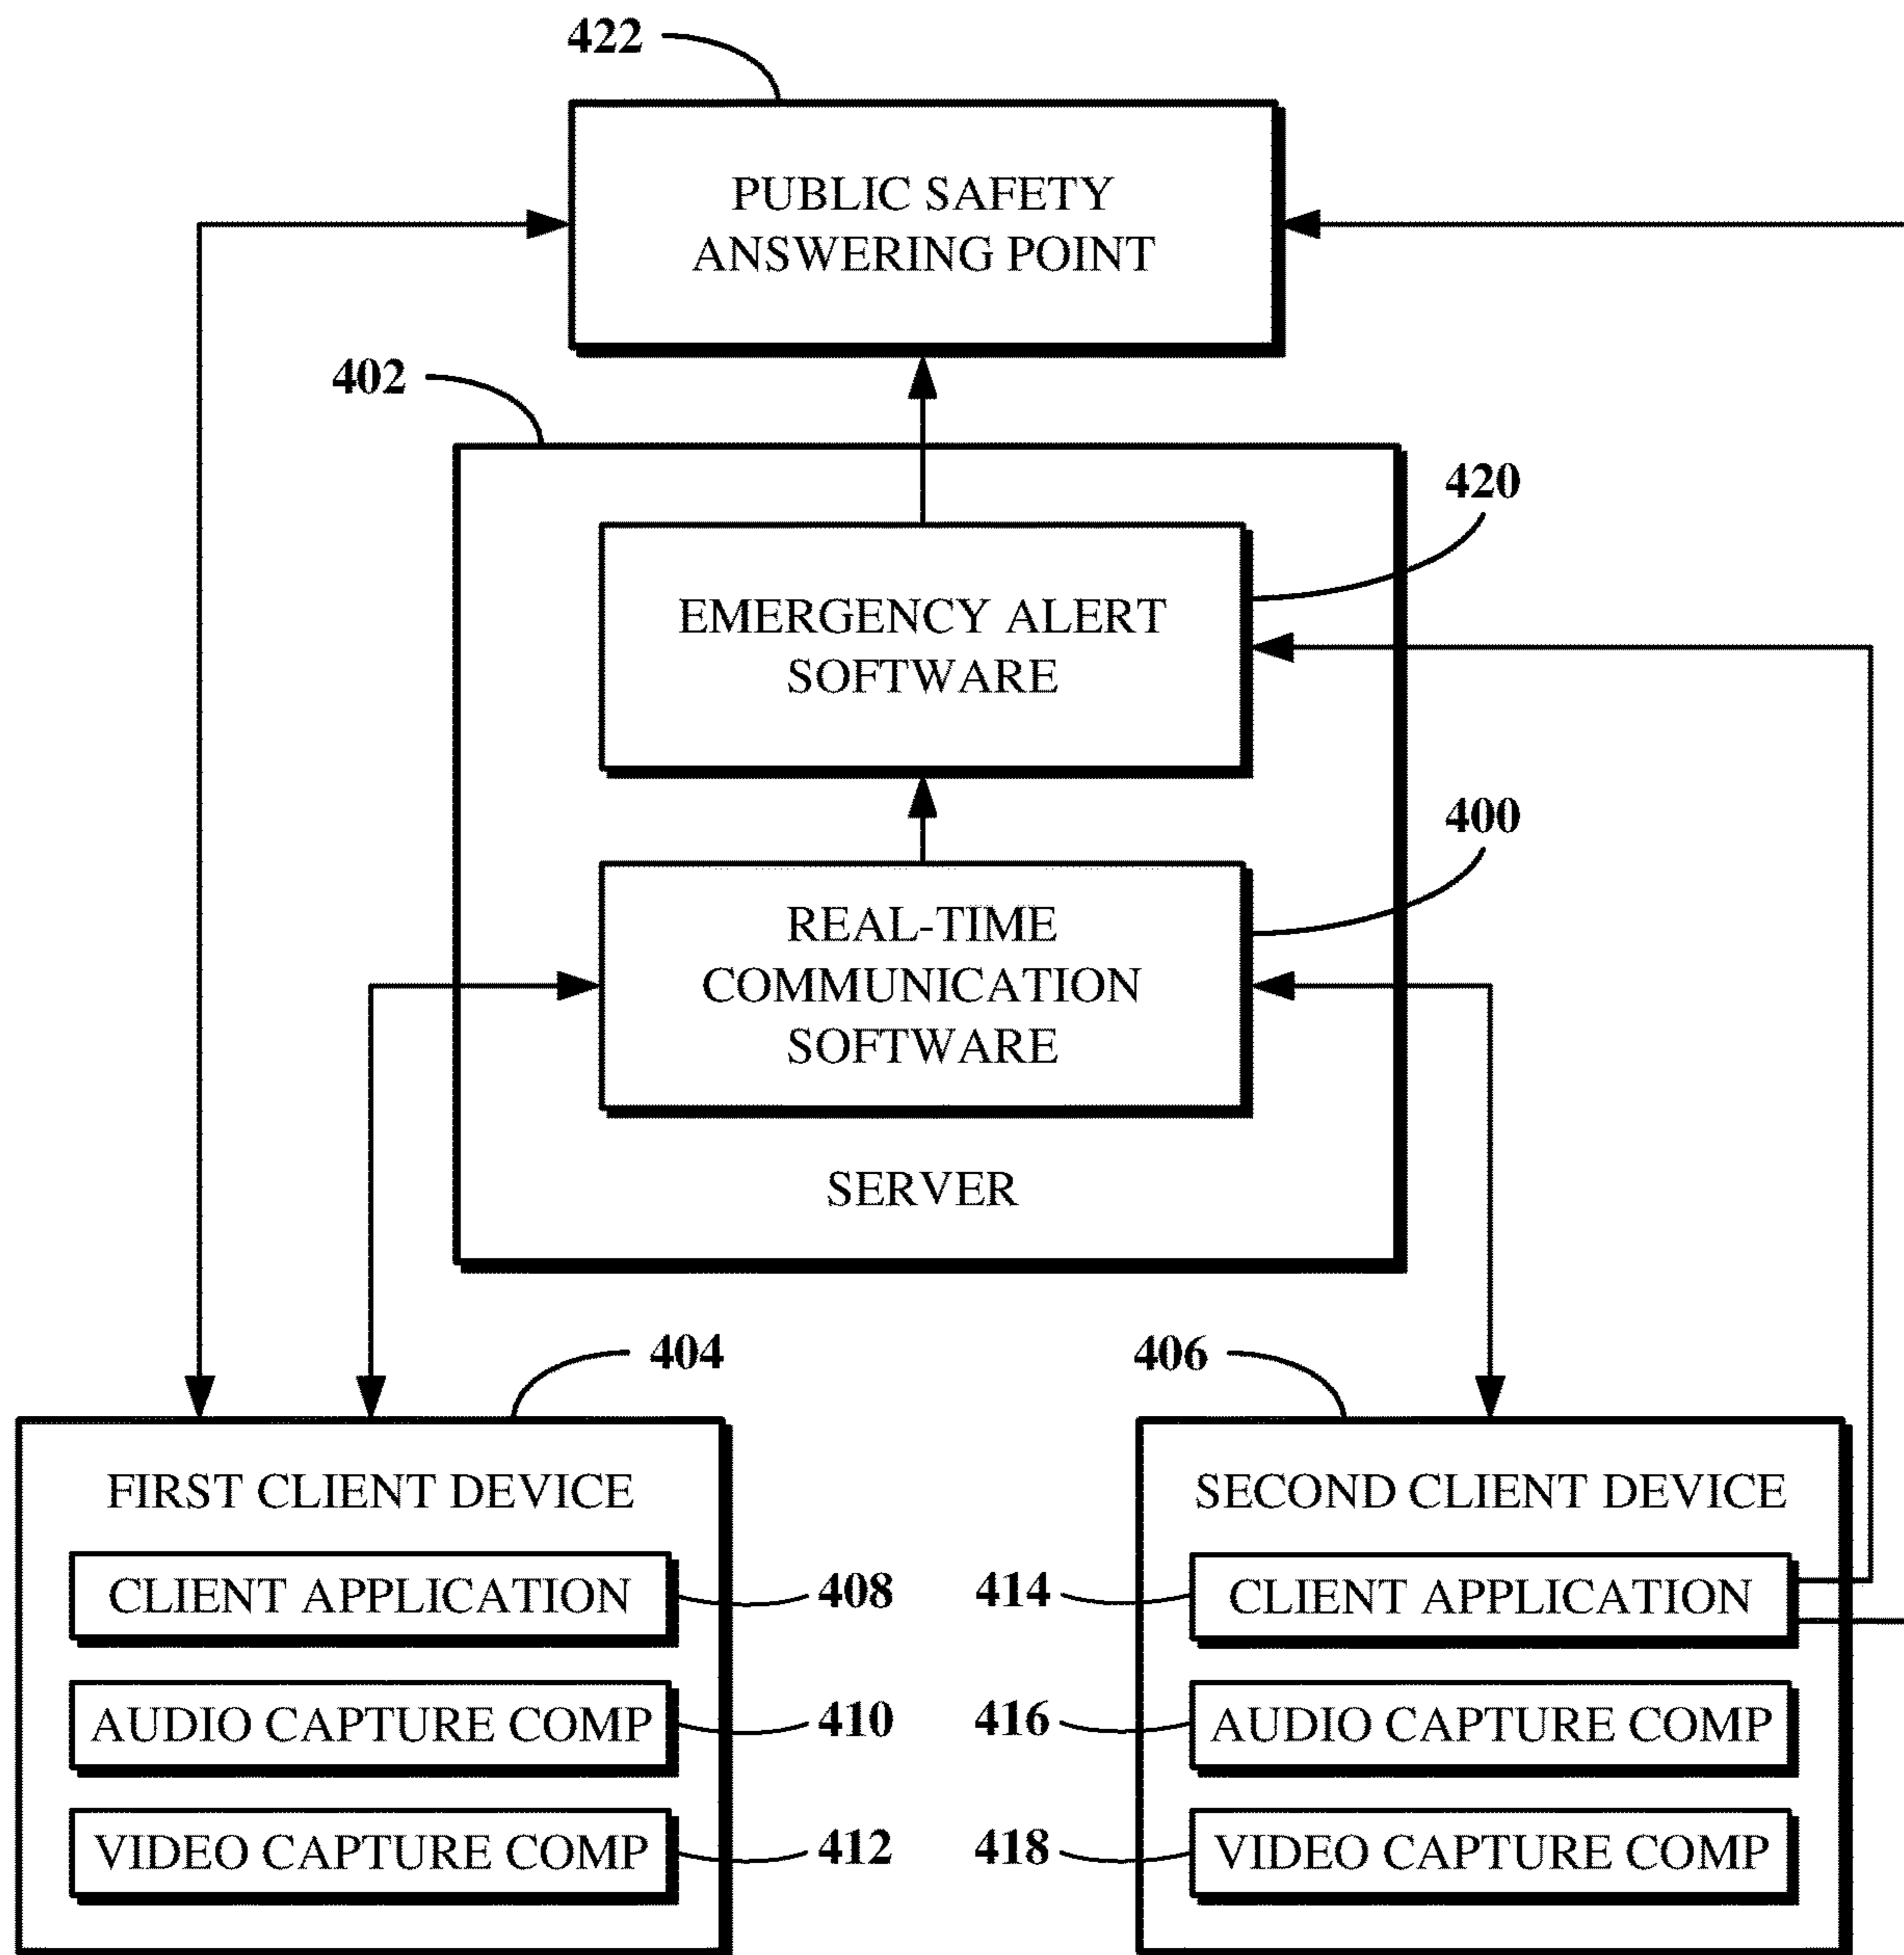 422
PUBLIC SAFETY
ANSWERING POINT
402
420
EMERGENCY ALERT
SOFTWARE
400
REAL-TIME
COMMUNICATION
SOFTWARE
SERVER
404
FIRST CLIENT DEVICE
CLIENT APPLICATION
408
AUDIO CAPTURE COMP
410
VIDEO CAPTURE COMP
412
406
SECOND CLIENT DEVICE
414
CLIENT APPLICATION
416
AUDIO CAPTURE COMP
418
VIDEO CAPTURE COMP